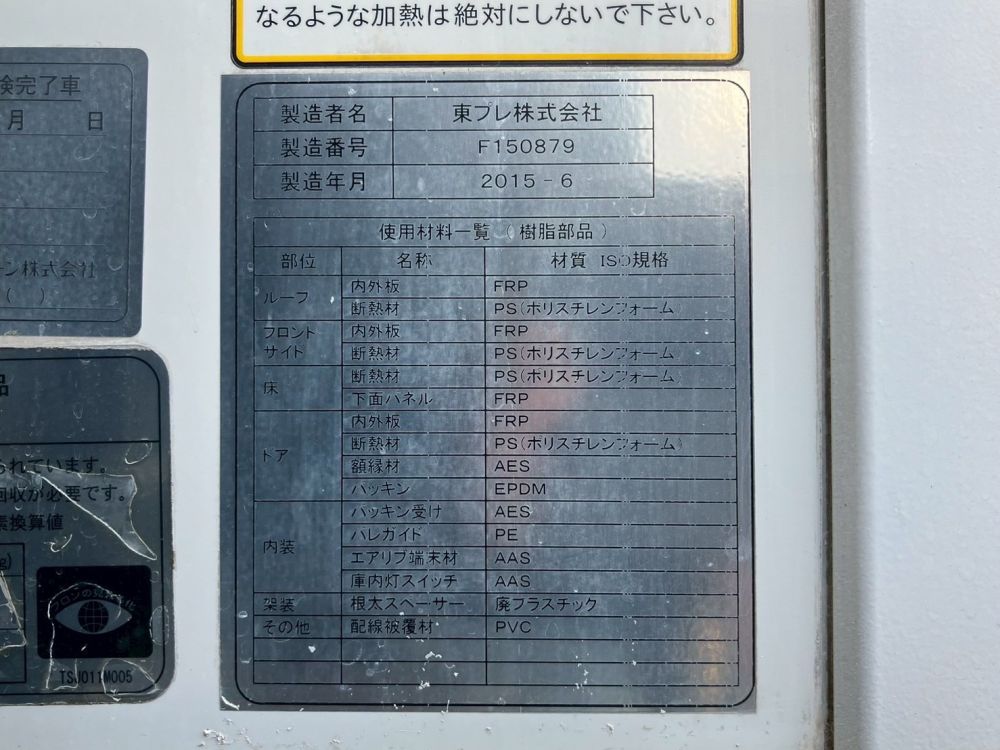 なるような加熱は絶対にしないで下さい。
検完了車
月 日
ーン株式会社
( )
品
られています。
回収が必要です。
素換算値
g)
フロンの見える化
TSJ011M005
製造者名 東プレ株式会社
製造番号 F150879
製造年月 2015-6
使用材料一覧(樹脂部品)
部位 名称 材質 ISO規格
ルーフ 内外板 FRP
断熱材 PS(ポリスチレンフォーム
フロント 内外板 FRP
サイト 断熱材 PS(ポリスチレンフォーム
床 断熱材 PS(ポリスチレンフォーム
下面パネル FRP
ドア 内外板 FRP
断熱材 PS(ポリスチレンフォーム)
額縁材 AES
パッキン EPDM
内装 パッキン受け AES
バレガイド PE
エアリブ端末材 AAS
庫内灯スイッチ AAS
架装 根太スペーサー 廃プラスチック
その他 配線被覆材 PVC